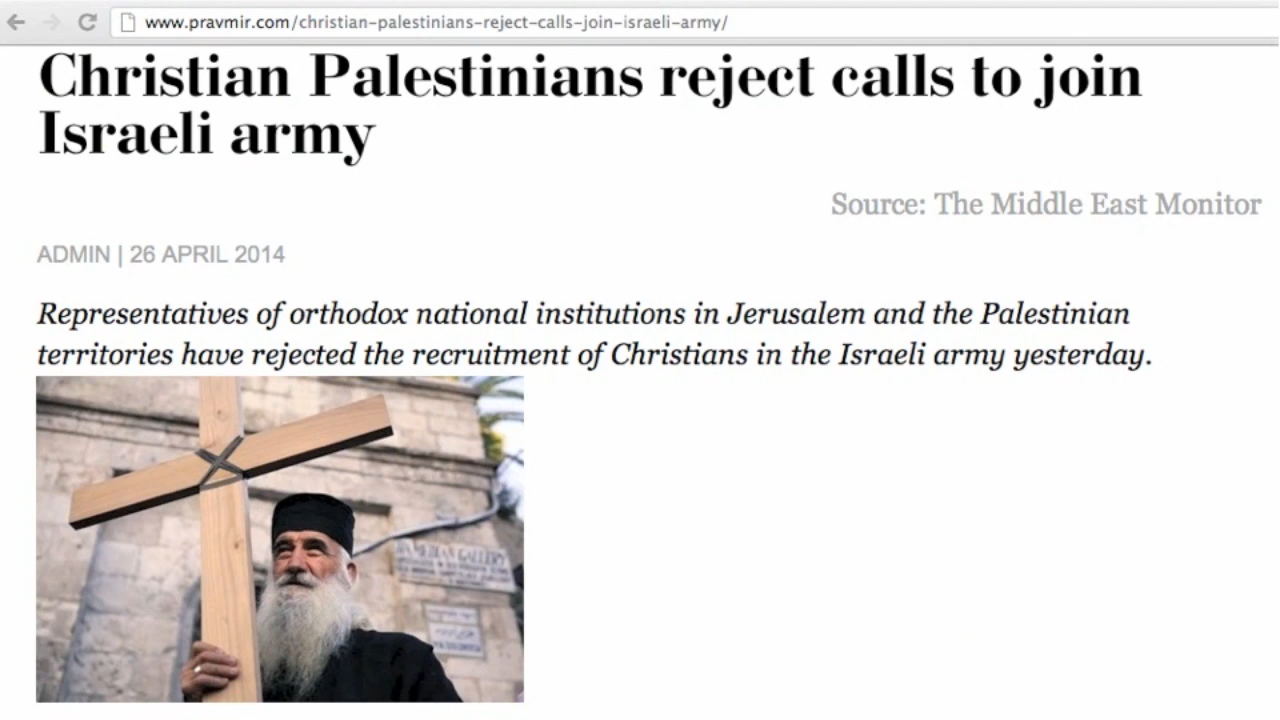 www.pravmir.com/christian-palestinians-reject-calls-join-israeli-army/
Christian Palestinians reject calls to join
Israeli army
Source: The Middle East Monitor
ADMIN | 26 APRIL 2014
Representatives of orthodox national institutions in Jerusalem and the Palestinian
territories have rejected the recruitment of Christians in the Israeli army yesterday.
GALLERY